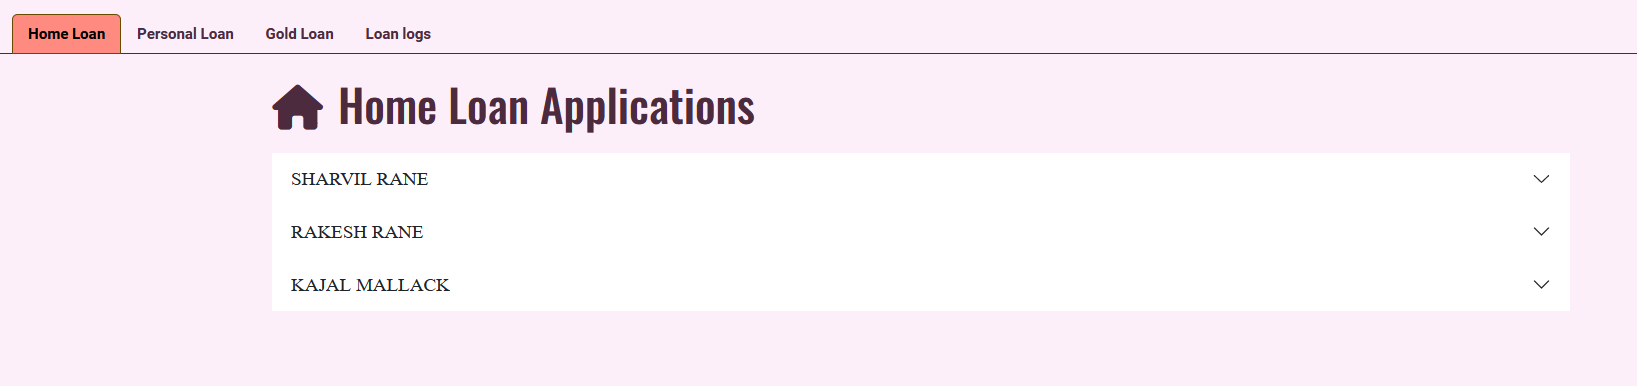 Home Loan Personal Loan Gold Loan Loan logs
Home Loan Applications
SHARVIL RANE
RAKESH RANE
KAJAL MALLACK